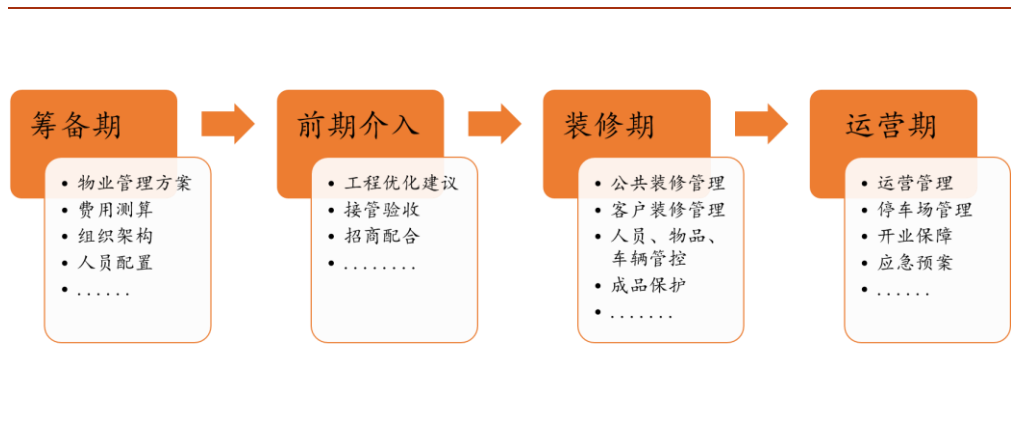 筹备期
• 物业管理方案
• 费用测算
• 组织架构
• 人员配置
• ......
前期介入
• 工程优化建议
• 接管验收
• 招商配合
• ........
装修期
• 公共装修管理
• 客户装修管理
• 人员、物品、
车辆管控
• 成品保护
• .......
运营期
• 运营管理
• 停车场管理
• 开业保障
• 应急预案
• ......